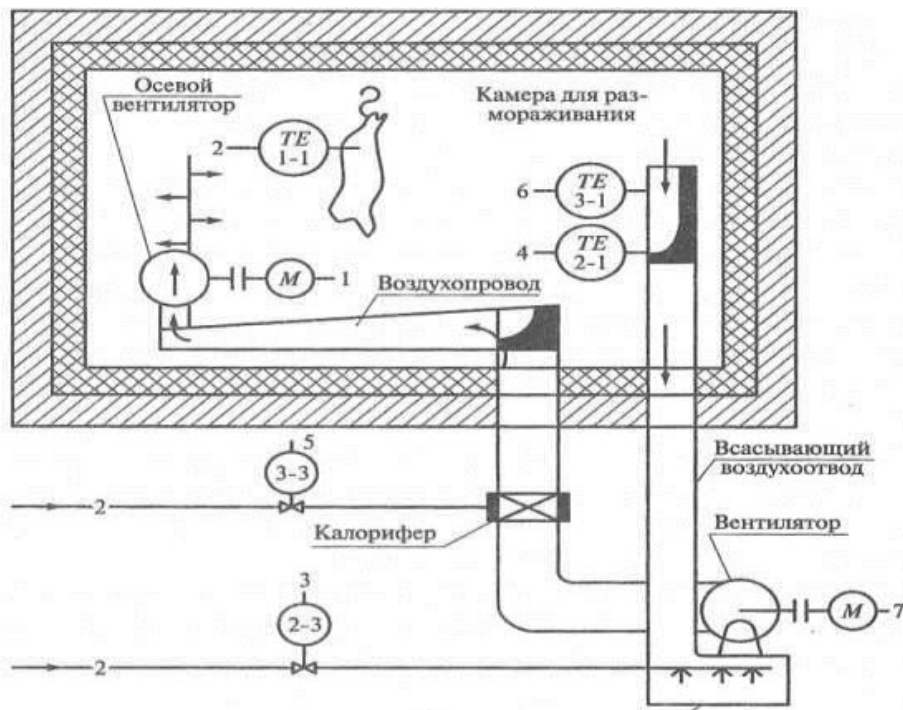 Осевой
вентилятор
Камера для раз-
мораживания
2
TE
1-1
6
TE
3-1
4
TE
2-1
M
1
Воздухопровод
5
3-3
2
Калорифер
Всасывающий
воздухоотвод
Вентилятор
3
2-3
M
7
2